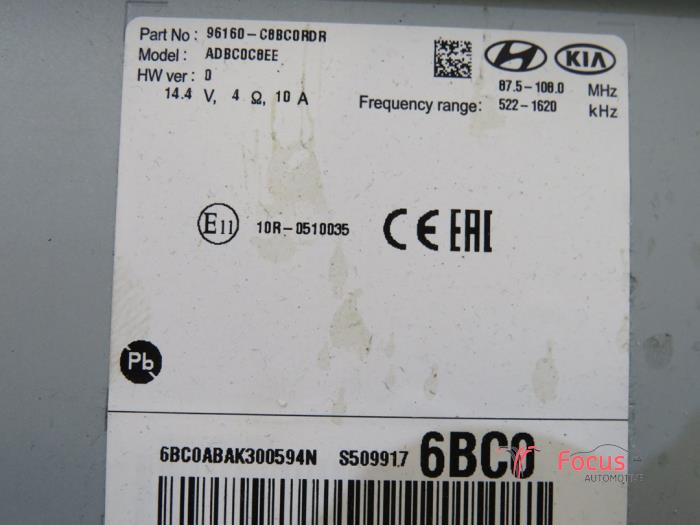 Part No : 96160-C8BC0RDR
Model : ADBC0C8EE
HW ver : 0
14.4 V, 4 Ω, 10 A
KIA
Frequency range: 87.5-108.0 MHz
522-1620 kHz
E11 10R-0510035 CE EAC
Pb
6BC0ABAK300594N S509917 6BC0
Focus
AUTOMOTIVE